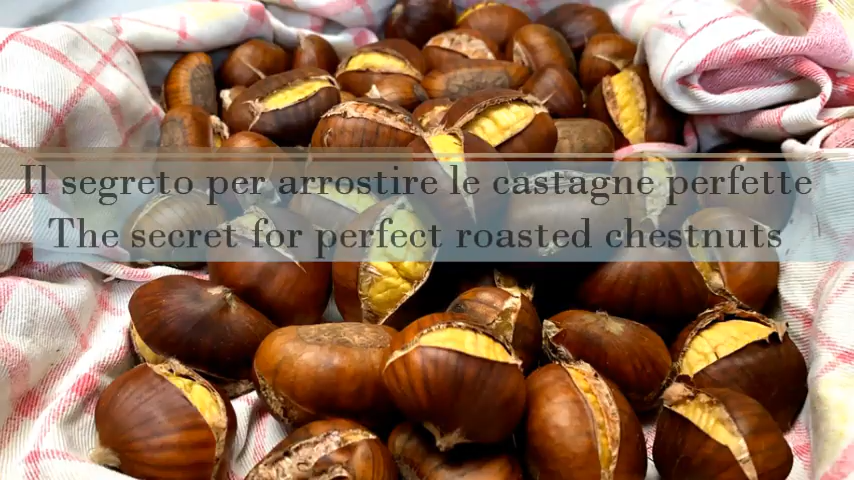 Il segreto per arrostire le castagne perfette
The secret for perfect roasted chestnuts